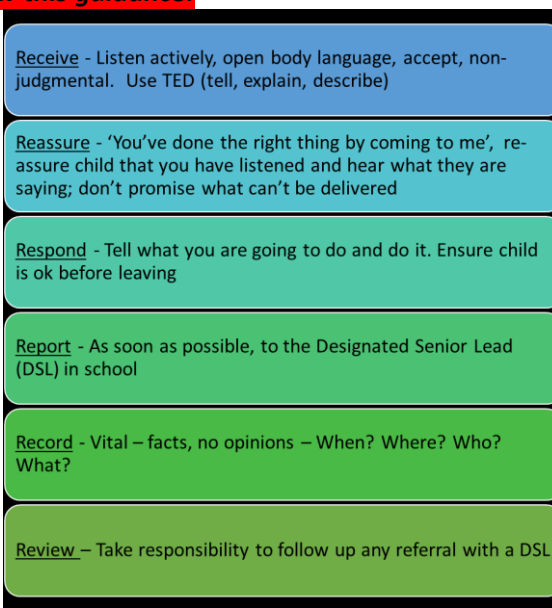 this guidance.
Receive - Listen actively, open body language, accept, non-
judgmental. Use TED (tell, explain, describe)
Reassure - ‘You’ve done the right thing by coming to me’, re-
assure child that you have listened and hear what they are
saying; don’t promise what can’t be delivered
Respond - Tell what you are going to do and do it. Ensure child
is ok before leaving
Report - As soon as possible, to the Designated Senior Lead
(DSL) in school
Record - Vital – facts, no opinions – When? Where? Who?
What?
Review – Take responsibility to follow up any referral with a DSL